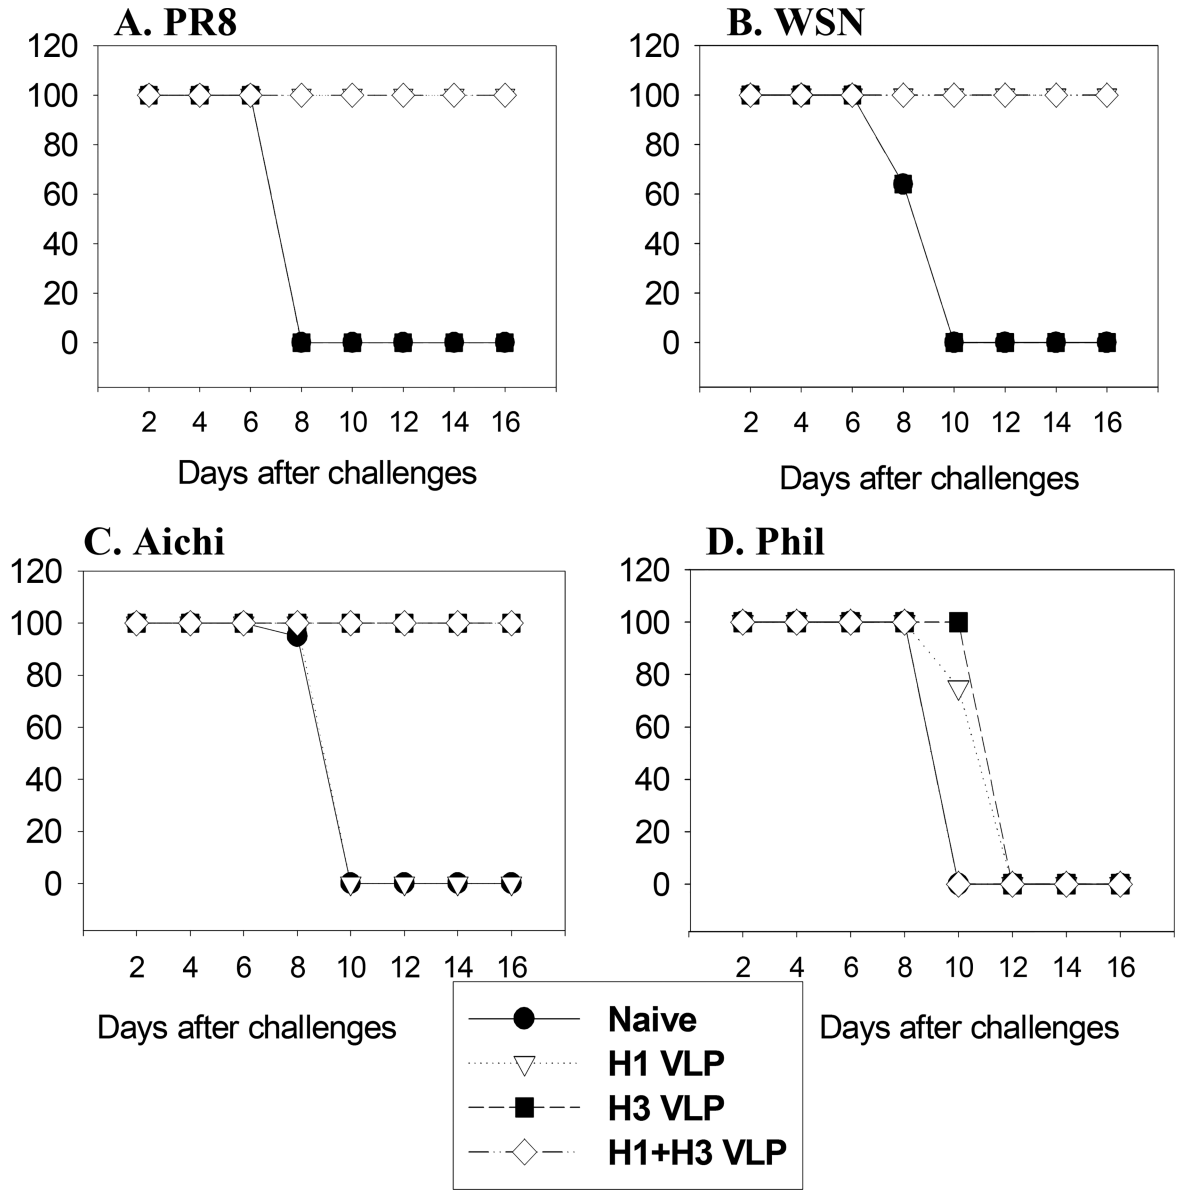 A. PR8
120
100
80
60
40
20
0
2 4 6 8 10 12 14 16
Days after challenges
B. WSN
120
100
80
60
40
20
0
2 4 6 8 10 12 14 16
Days after challenges
C. Aichi
120
100
80
60
40
20
0
2 4 6 8 10 12 14 16
Days after challenges
D. Phil
120
100
80
60
40
20
0
2 4 6 8 10 12 14 16
Days after challenges
Naive
H1 VLP
H3 VLP
H1+H3 VLP